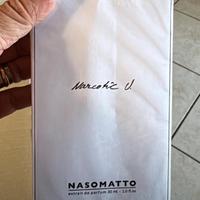 Narcotic V.
NASOMATTO
extrait de parfum 30 ml - 1.0 fl.oz